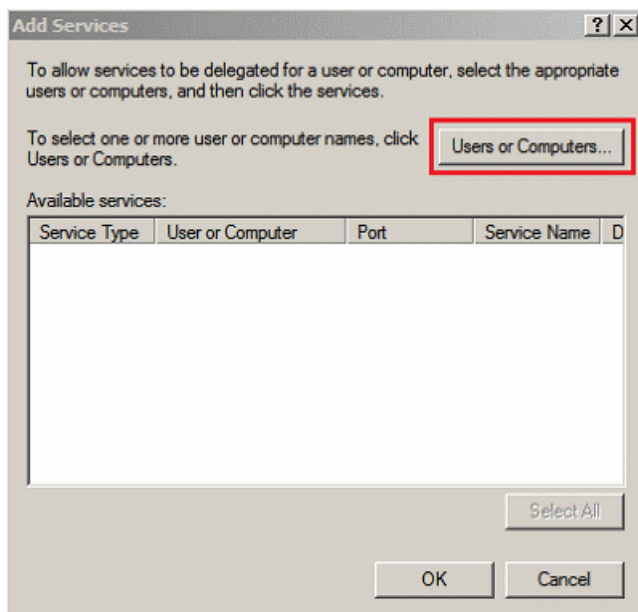 Add Services
To allow services to be delegated for a user or computer, select the appropriate
users or computers, and then click the services.
To select one or more user or computer names, click
Users or Computers.
Users or Computers...
Available services:
Service Type User or Computer Port Service Name D
Select All
OK Cancel